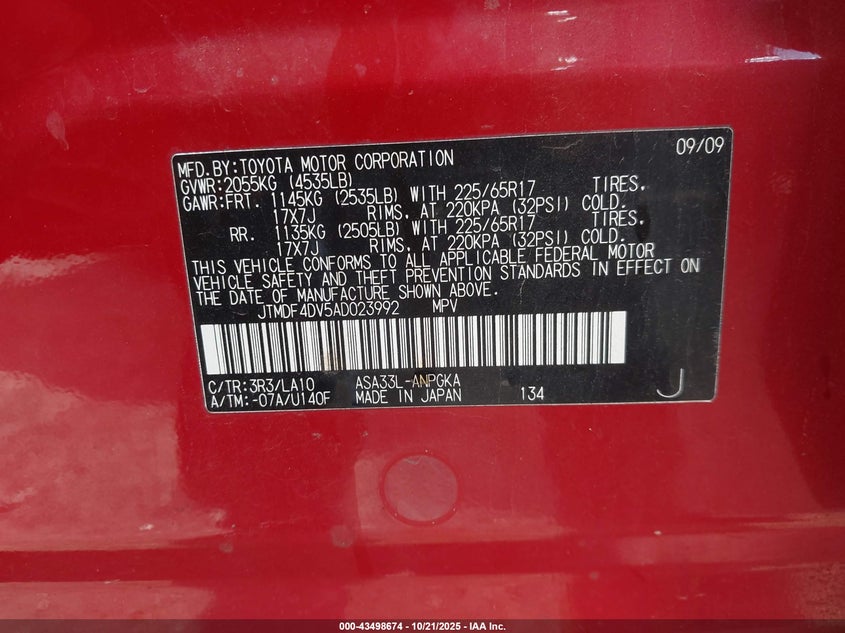 09/09
MFD.BY:TOYOTA MOTOR CORPORATION
GVWR:2055KG (4535LB)
GAWR:FRT. 1145KG (2535LB) WITH 225/65R17 TIRES.
17X7J RIMS, AT 220KPA (32PSI) COLD.
RR. 1135KG (2505LB) WITH 225/65R17 TIRES.
17X7J RIMS, AT 220KPA (32PSI) COLD.
THIS VEHICLE CONFORMS TO ALL APPLICABLE FEDERAL MOTOR
VEHICLE SAFETY AND THEFT PREVENTION STANDARDS IN EFFECT ON
THE DATE OF MANUFACTURE SHOWN ABOVE.
JTMDF4DV5AD023992 MPV
C/TR:3R3/LA10 ASA33L-ANPGKA
A/TM:-07A/U140F MADE IN JAPAN 134 J
000-43498674 - 10/21/2025 - IAA Inc.